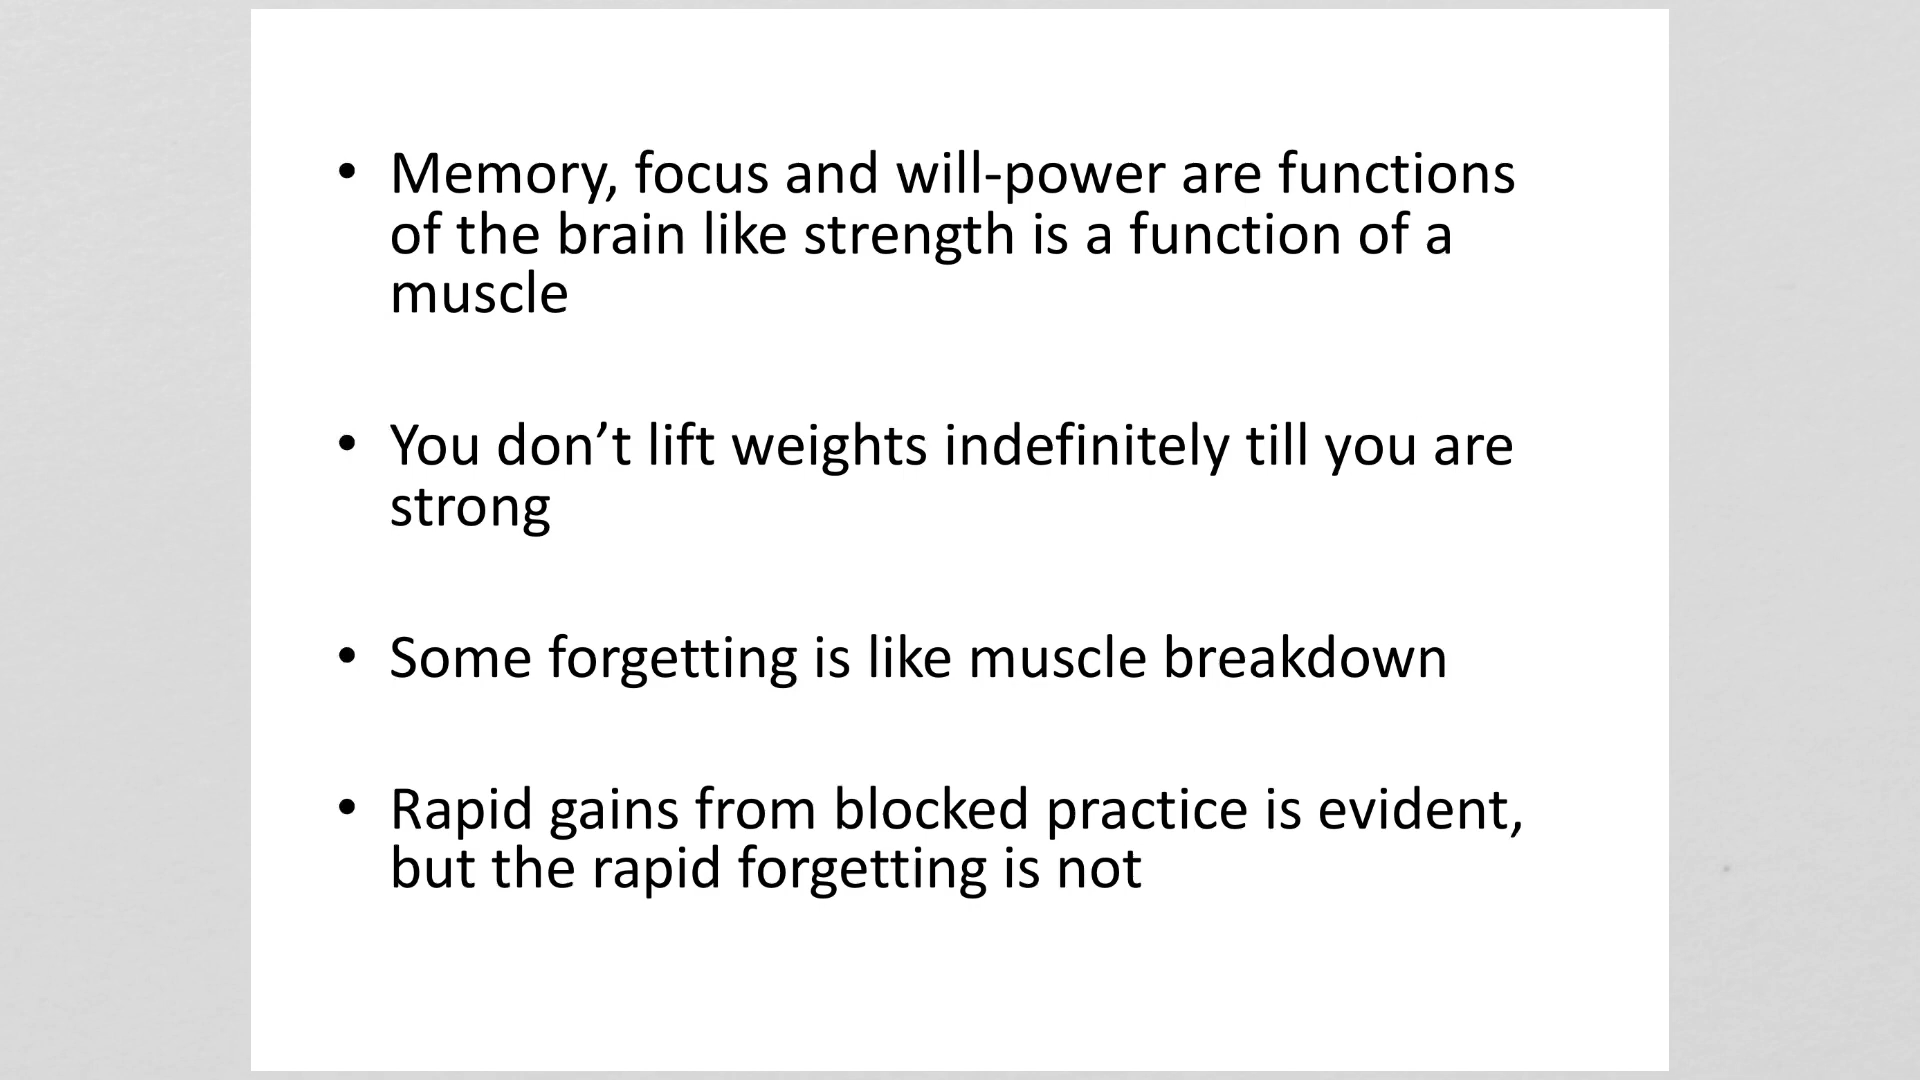 • Memory, focus and will-power are functions
of the brain like strength is a function of a
muscle
• You don’t lift weights indefinitely till you are
strong
• Some forgetting is like muscle breakdown
• Rapid gains from blocked practice is evident,
but the rapid forgetting is not